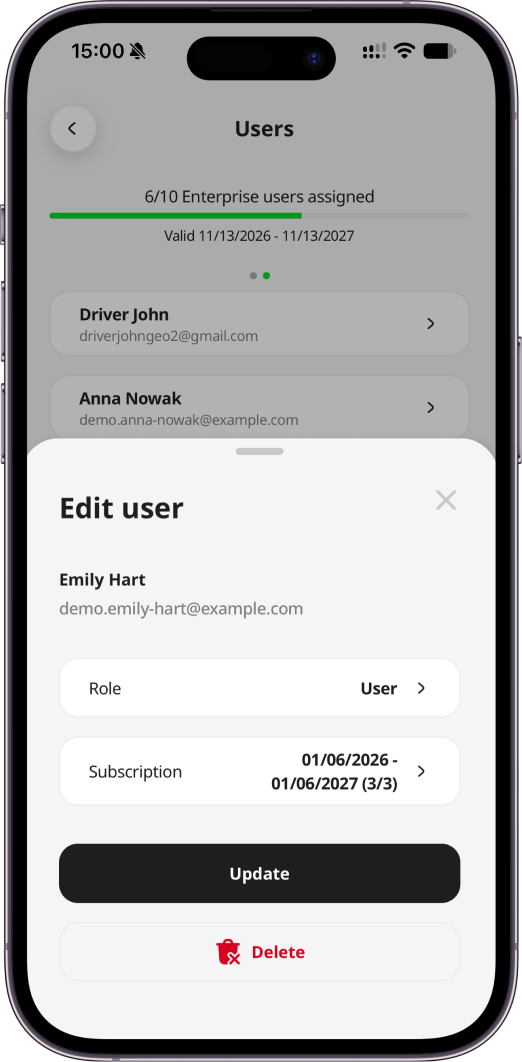 15:00
Users
6/10 Enterprise users assigned
Valid 11/13/2026 - 11/13/2027
Driver John
driverjohngeo2@gmail.com
Anna Nowak
demo.anna-nowak@example.com
Edit user
Emily Hart
demo.emily-hart@example.com
Role User
Subscription 01/06/2026 -
01/06/2027 (3/3)
Update
Delete